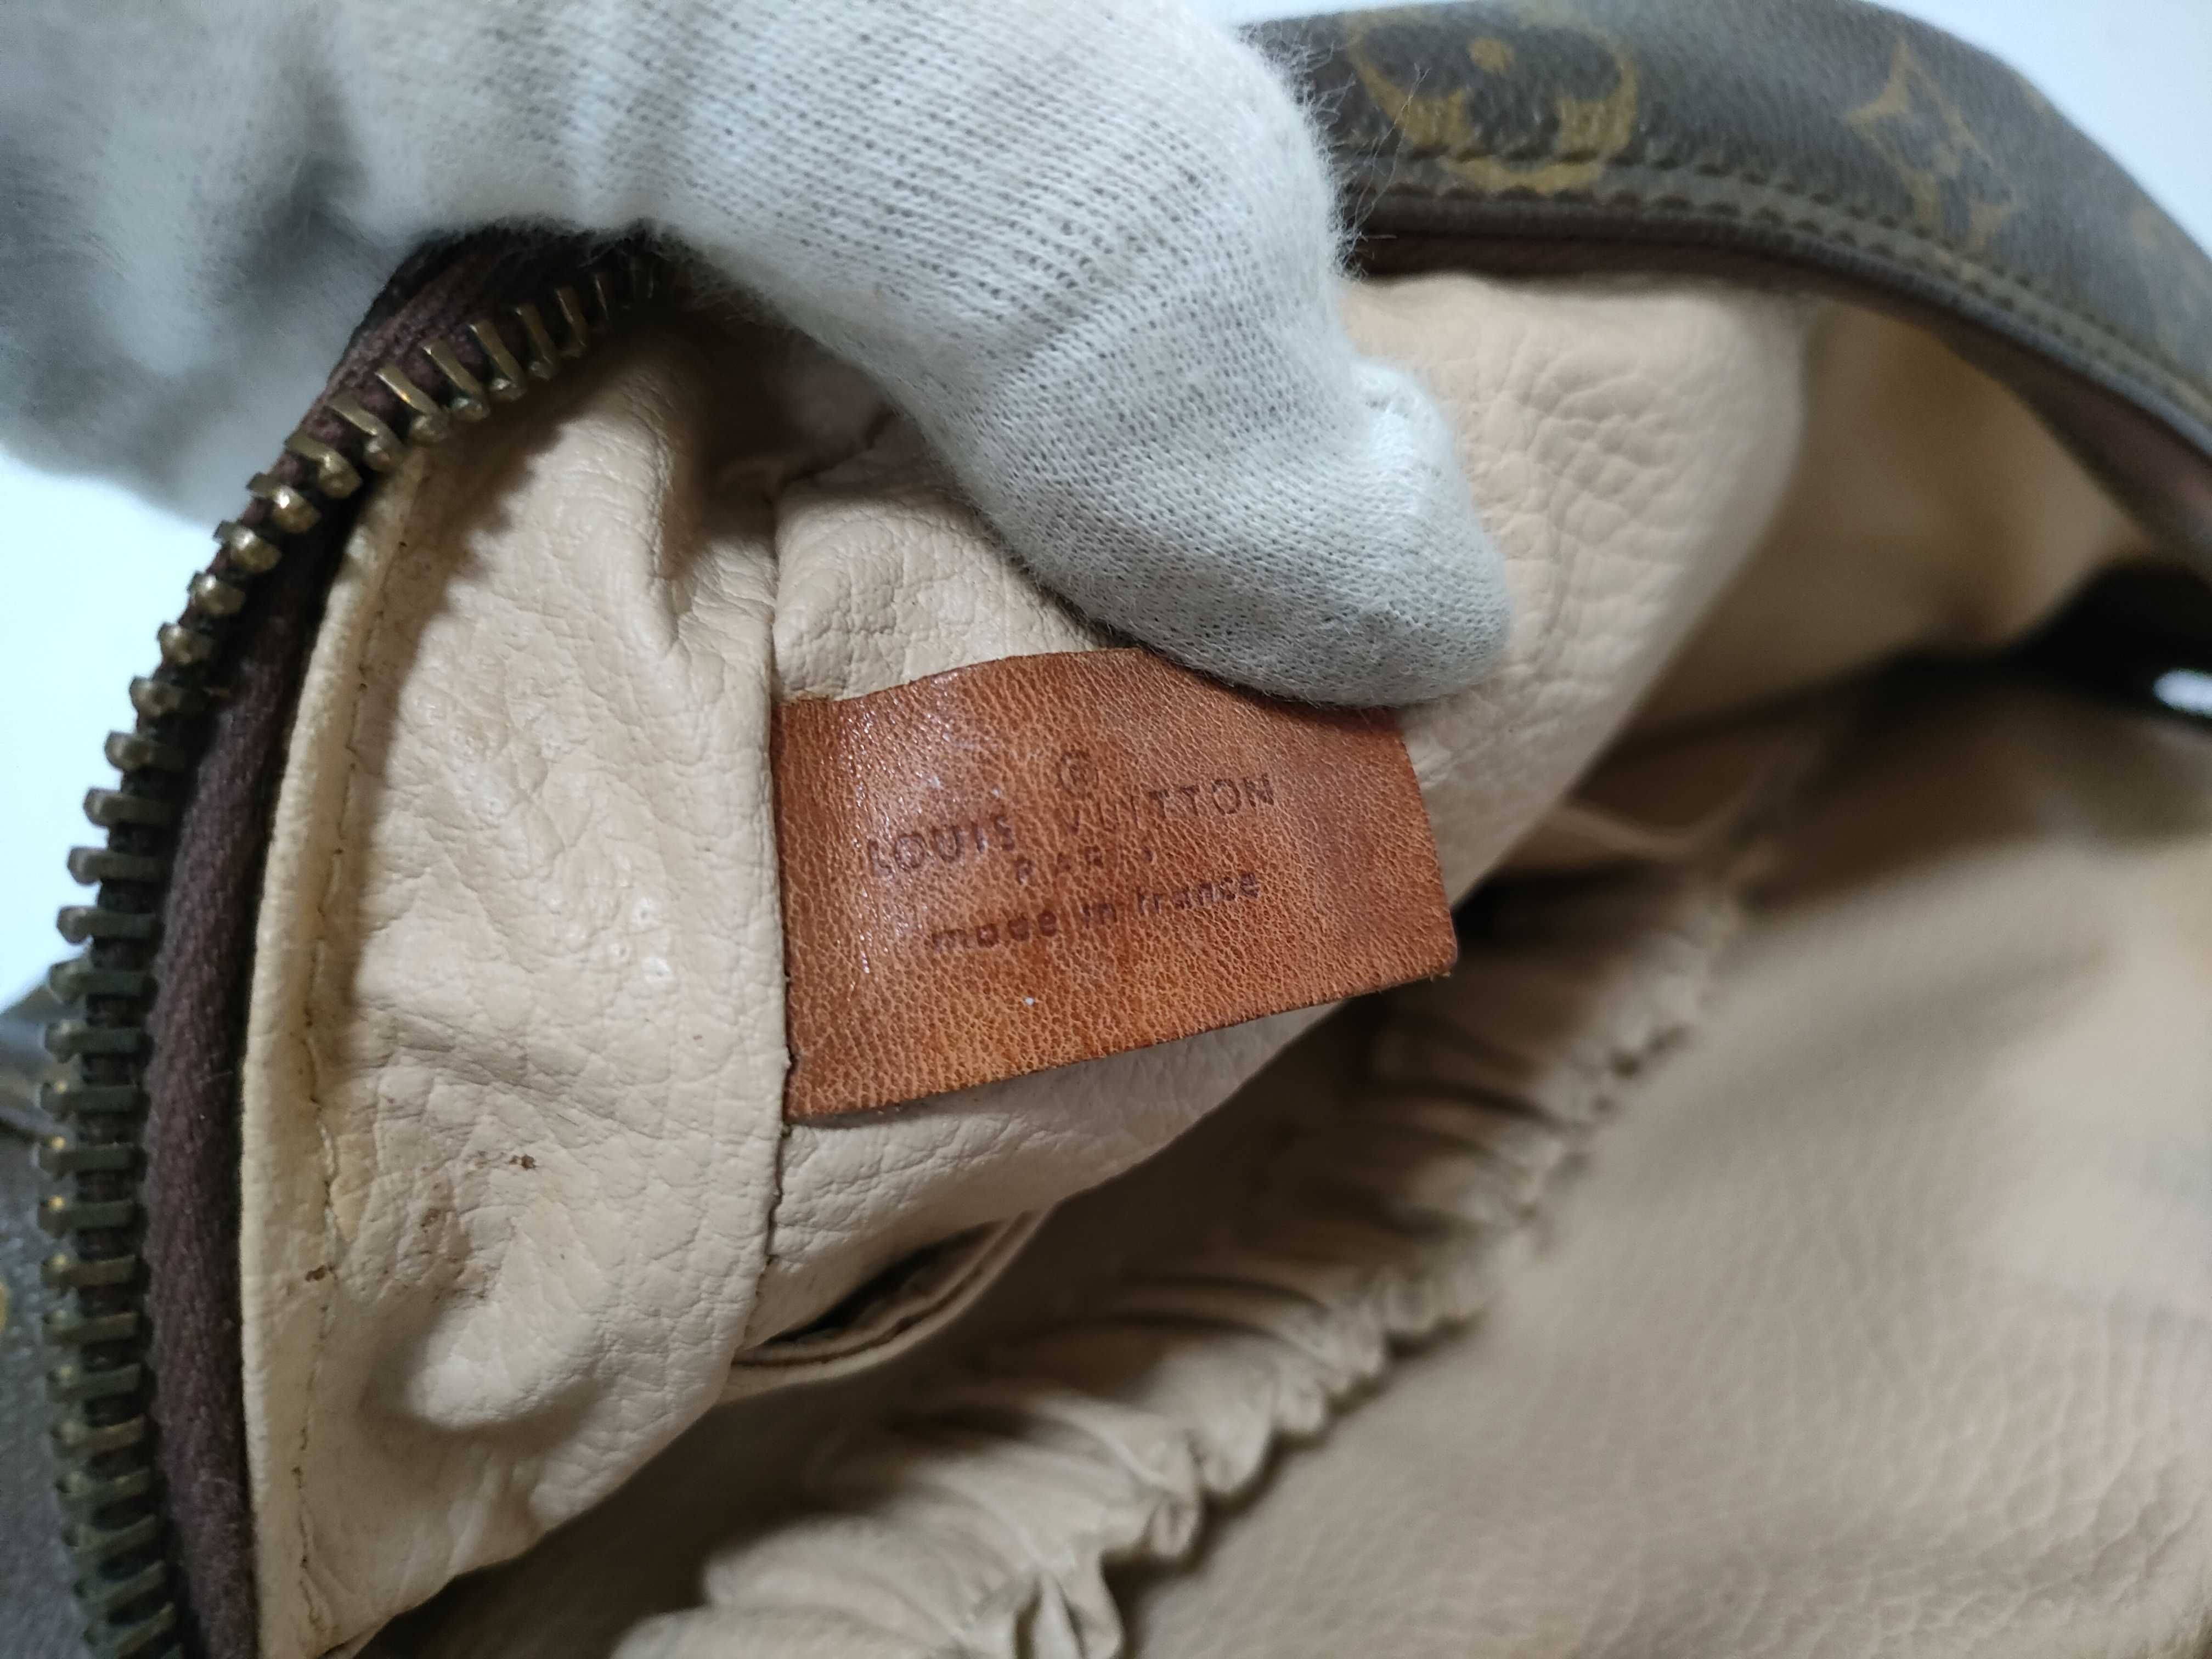 ®
LOUIS VUITTON
PARIS
made in france